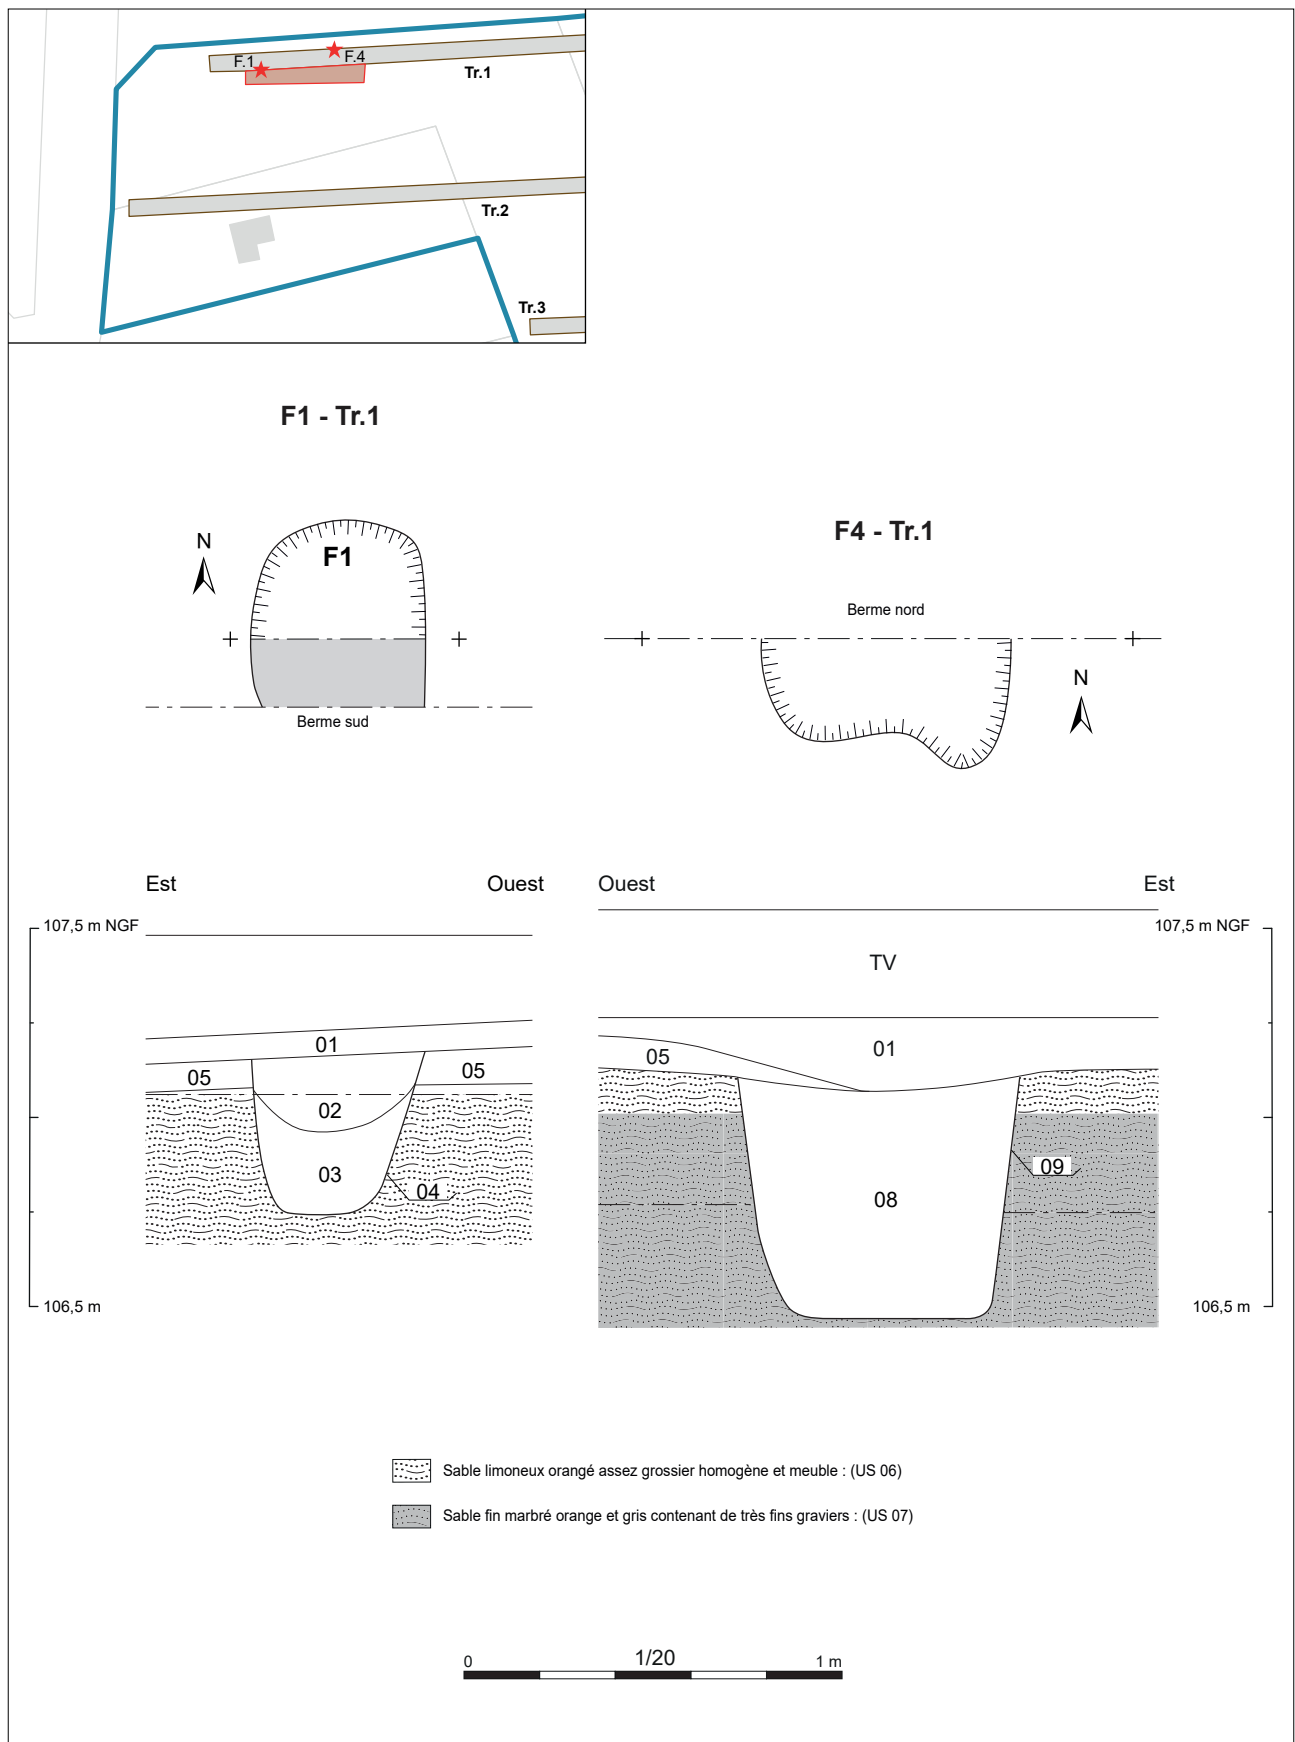 F.1
F.4
Tr.1
Tr.2
Tr.3
F1 - Tr.1
F4 - Tr.1
N
F1
Berme sud
Berme nord
N
Est
Ouest
Ouest
Est
107,5 m NGF
107,5 m NGF
TV
01
01
05
05
05
02
03
04
09
08
106,5 m
106,5 m
Sable limoneux orangé assez grossier homogène et meuble : (US 06)
Sable fin marbré orange et gris contenant de très fins graviers : (US 07)
0
1/20
1 m